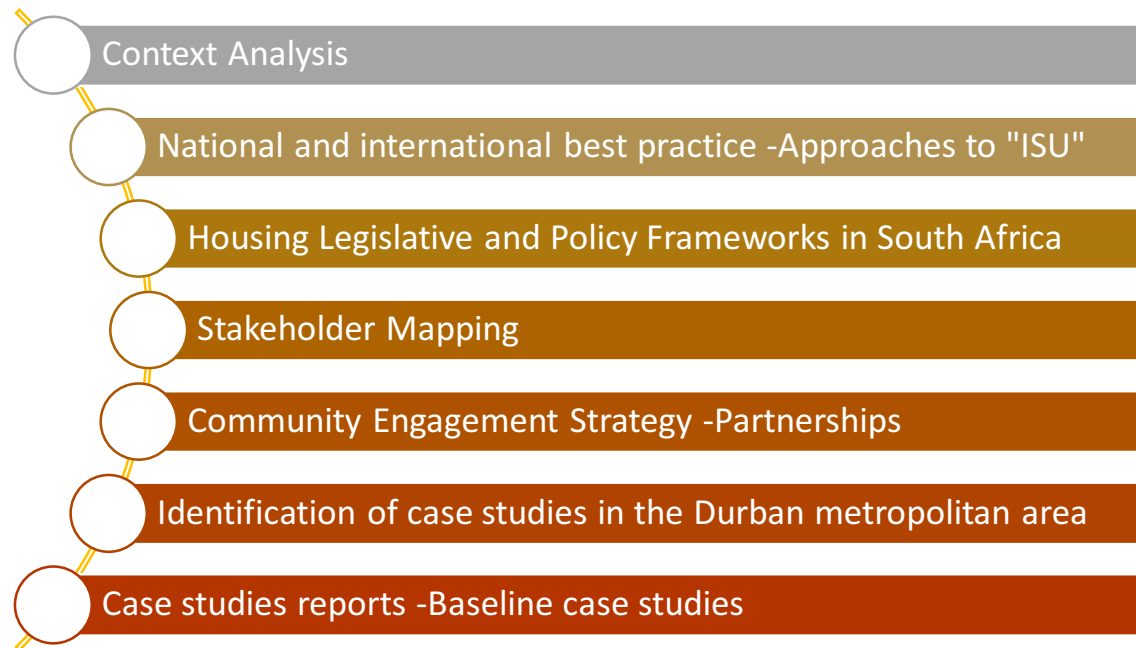 Context Analysis
National and international best practice -Approaches to "ISU"
Housing Legislative and Policy Frameworks in South Africa
Stakeholder Mapping
Community Engagement Strategy -Partnerships
Identification of case studies in the Durban metropolitan area
Case studies reports -Baseline case studies